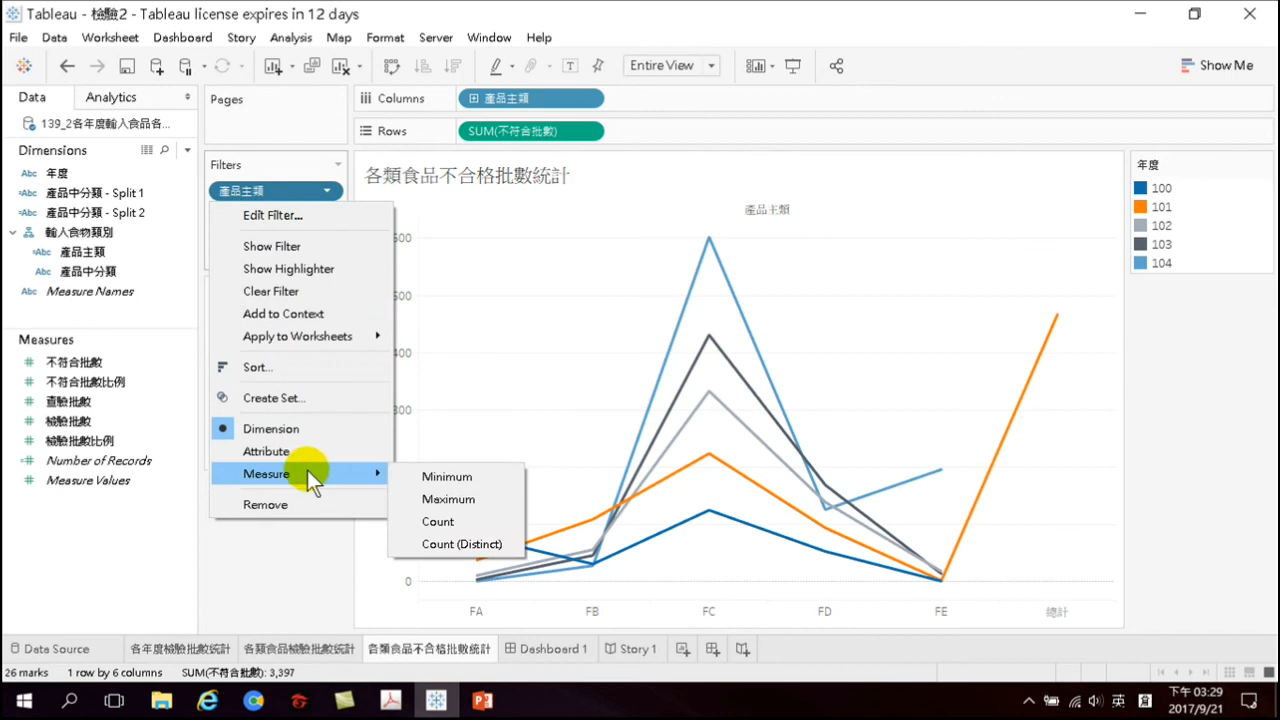 Tableau - 檢驗2 - Tableau license expires in 12 days
File Data Worksheet Dashboard Story Analysis Map Format Server Window Help
Entire View
Show Me
Data Analytics
139_2各年度輸入食品各...
Dimensions
Abc 年度
Abc 產品中分類 - Split 1
Abc 產品中分類 - Split 2
輸入食物類別
Abc 產品主類
Abc 產品中分類
Abc Measure Names
Measures
不符合批數
不符合批數比例
查驗批數
檢驗批數
檢驗批數比例
Number of Records
Measure Values
Pages
Filters
產品主類
Edit Filter...
Show Filter
Show Highlighter
Clear Filter
Add to Context
Apply to Worksheets
Sort...
Create Set...
Dimension
Attribute
Measure
Remove
Minimum
Maximum
Count
Count (Distinct)
Columns 產品主類
Rows SUM(不符合批數)
各類食品不合格批數統計
產品主類
0
FA FB FC FD FE 總計
年度
100
101
102
103
104
Data Source 各年度檢驗批數統計 各類食品檢驗批數統計 各類食品不合格批數統計 Dashboard 1 Story 1
26 marks 1 row by 6 columns SUM(不符合批數): 3,397
英
下午 03:29
2017/9/21